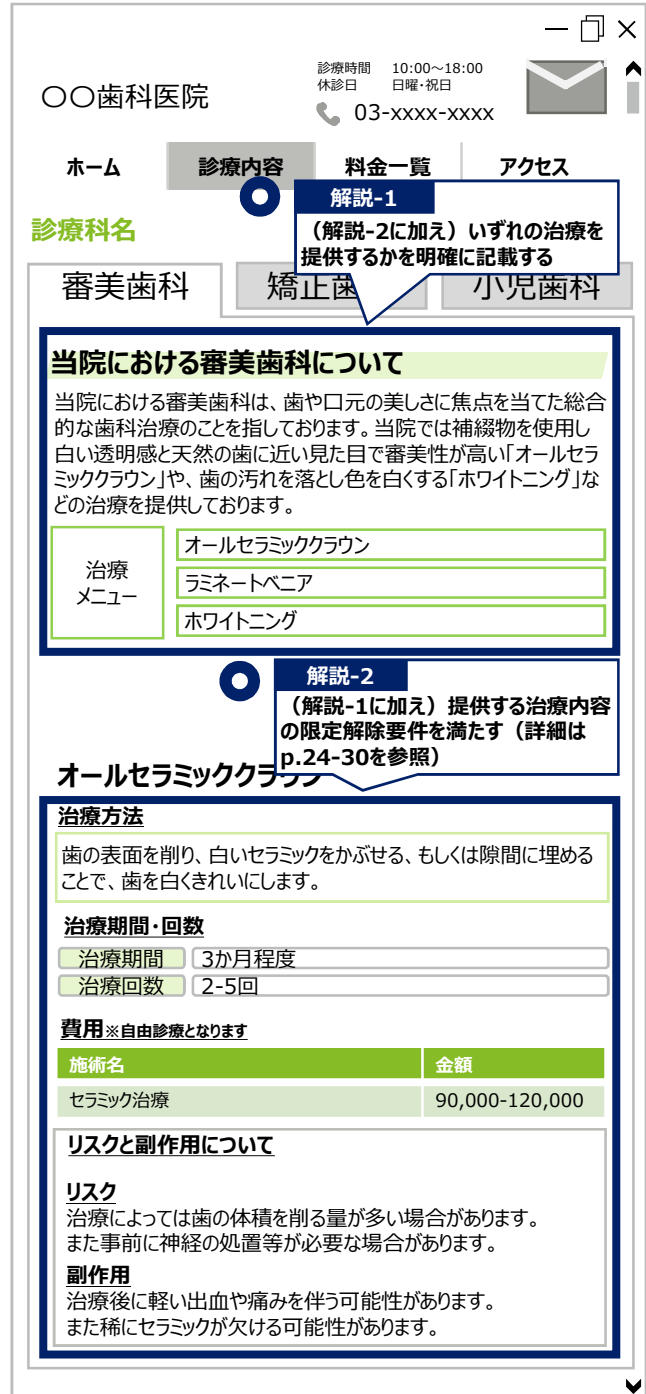 〇〇歯科医院
診療時間 10:00～18:00
休診日 日曜・祝日
03-xxxx-xxxx
ホーム 診療内容 料金一覧 アクセス
解説-1
（解説-2に加え）いずれの治療を
提供するかを明確に記載する
診療科名
審美歯科 矯正歯 小児歯科
当院における審美歯科について
当院における審美歯科は、歯や口元の美しさに焦点を当てた総合
的な歯科治療のことを指しております。当院では補綴物を使用し
白い透明感と天然の歯に近い見た目で審美性が高い「オールセラ
ミッククラウン」や、歯の汚れを落とし色を白くする「ホワイトニング」な
どの治療を提供しております。
治療
メニュー
オールセラミッククラウン
ラミネートベニア
ホワイトニング
解説-2
（解説-1に加え）提供する治療内容
の限定解除要件を満たす（詳細は
p.24-30を参照）
オールセラミッククラウン
治療方法
歯の表面を削り、白いセラミックをかぶせる、もしくは隙間に埋める
ことで、歯を白くきれいにします。
治療期間・回数
治療期間 3か月程度
治療回数 2-5回
費用※自由診療となります
施術名 金額
セラミック治療 90,000-120,000
リスクと副作用について
リスク
治療によっては歯の体積を削る量が多い場合があります。
また事前に神経の処置等が必要な場合があります。
副作用
治療後に軽い出血や痛みを伴う可能性があります。
また稀にセラミックが欠ける可能性があります。